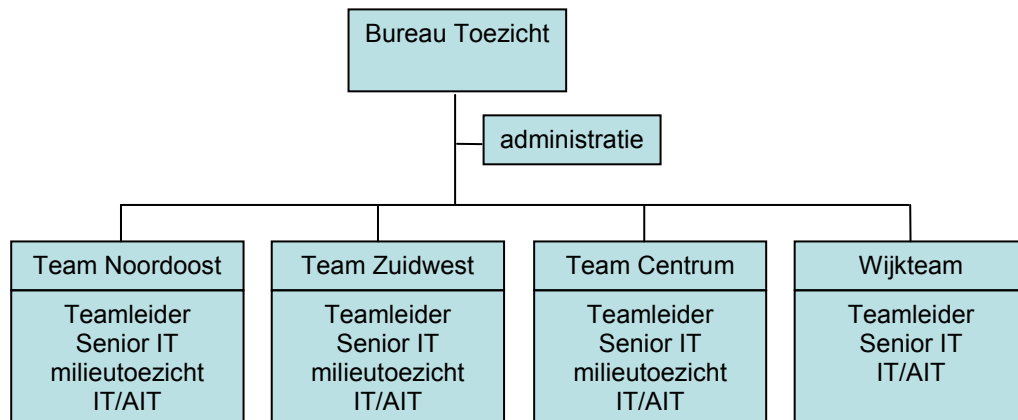 Bureau Toezicht
administratie
Team Noordoost
Teamleider
Senior IT
milieutoezicht
IT/AIT
Team Zuidwest
Teamleider
Senior IT
milieutoezicht
IT/AIT
Team Centrum
Teamleider
Senior IT
milieutoezicht
IT/AIT
Wijkteam
Teamleider
Senior IT
IT/AIT